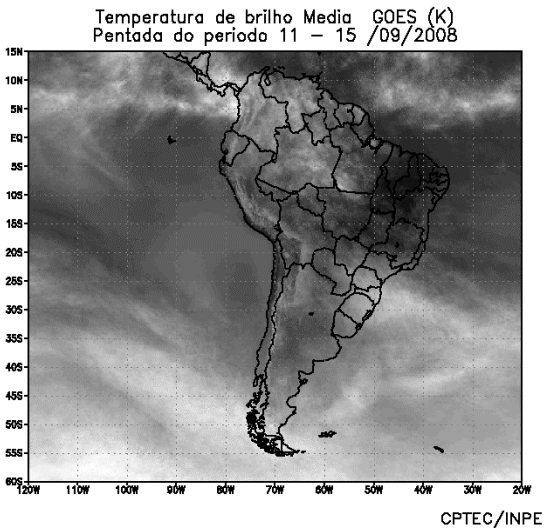 Temperatura de brilho Media GOES (K)
Pentada do periodo 11 – 15 /09/2008
15N
10N
5N
EQ
5S
10S
15S
20S
25S
30S
35S
40S
45S
50S
55S
60S
120W 110W 100W 90W 80W 70W 60W 50W 40W 30W 20W
CPTEC/INPE